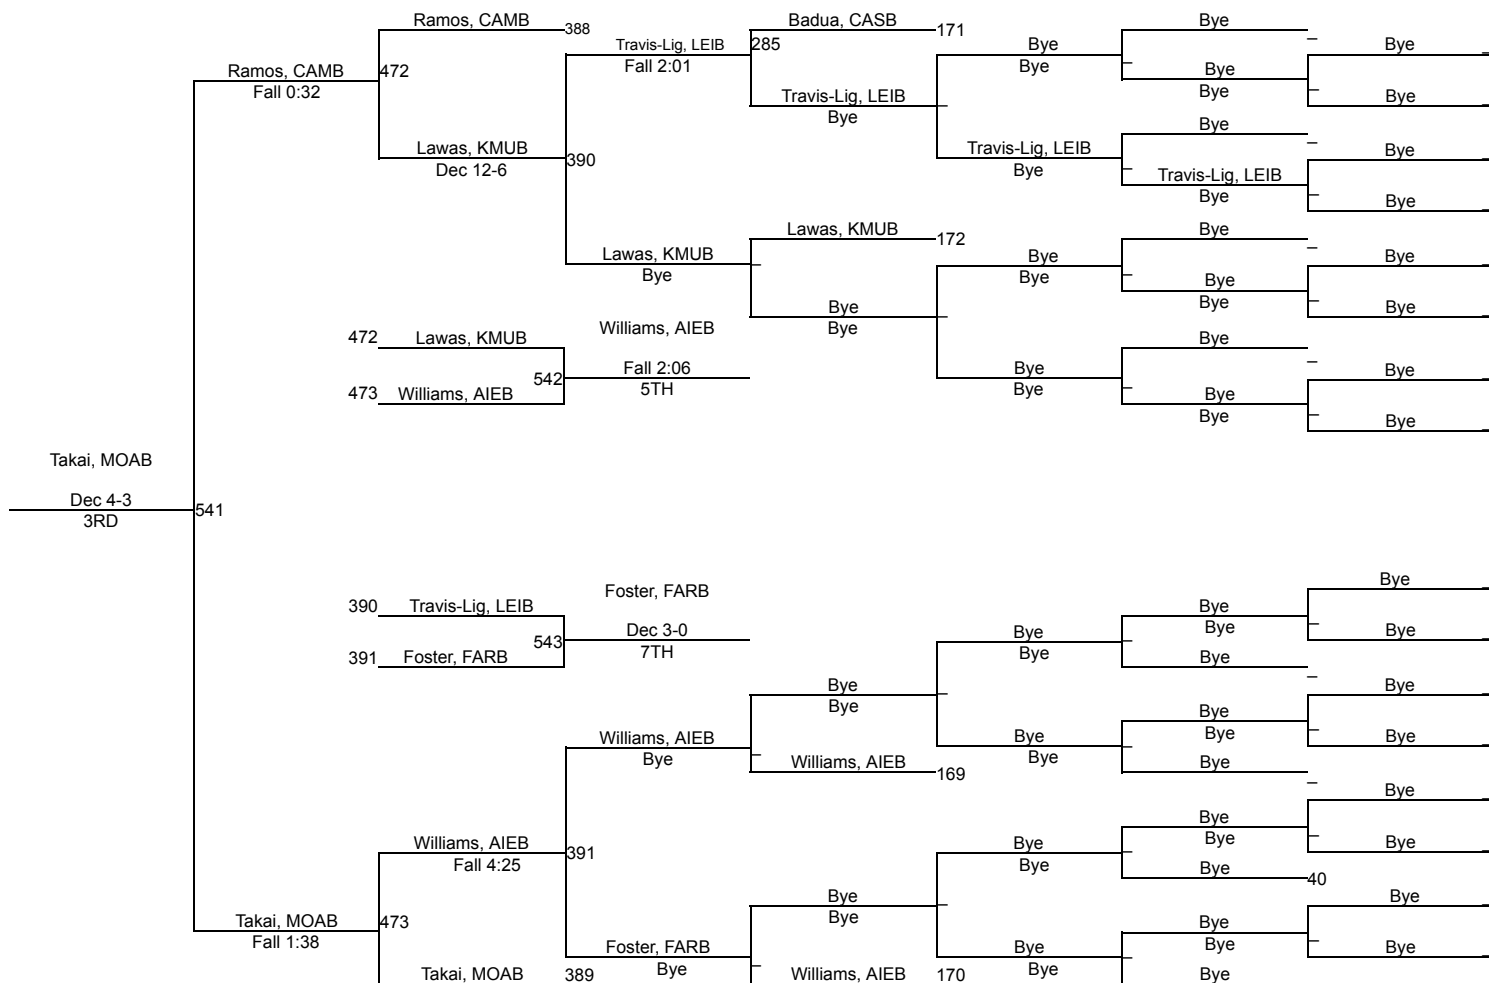 Ramos, CAMB
388
Badua, CASB
171
Bye
Travis-Lig, LEIB
285
Fall 2:01
Bye
Bye
Bye
Ramos, CAMB
472
Fall 0:32
Bye
Bye
Travis-Lig, LEIB
Bye
Bye
Bye
Lawas, KMUB
390
Dec 12-6
Travis-Lig, LEIB
Bye
Bye
Travis-Lig, LEIB
Bye
Bye
Lawas, KMUB
172
Bye
Lawas, KMUB
Bye
Bye
Bye
Bye
Bye
Bye
Bye
Bye
Bye
472
Lawas, KMUB
Williams, AIEB
Bye
542
Fall 2:06
5TH
Bye
Bye
Bye
473
Williams, AIEB
Bye
Bye
Bye
Takai, MOAB
Dec 4-3
3RD
541
Bye
390
Travis-Lig, LEIB
Foster, FARB
Bye
Bye
Bye
543
Dec 3-0
7TH
Bye
Bye
391
Foster, FARB
Bye
Bye
Bye
Bye
Bye
Bye
Williams, AIEB
Bye
Bye
Bye
Bye
Williams, AIEB
169
Bye
Bye
Williams, AIEB
391
Fall 4:25
Bye
Bye
Bye
Bye
Bye
Bye
40
Bye
Bye
Bye
Takai, MOAB
473
Fall 1:38
Bye
Bye
Foster, FARB
Bye
Bye
Bye
Bye
Takai, MOAB
389
Williams, AIEB
170
Bye